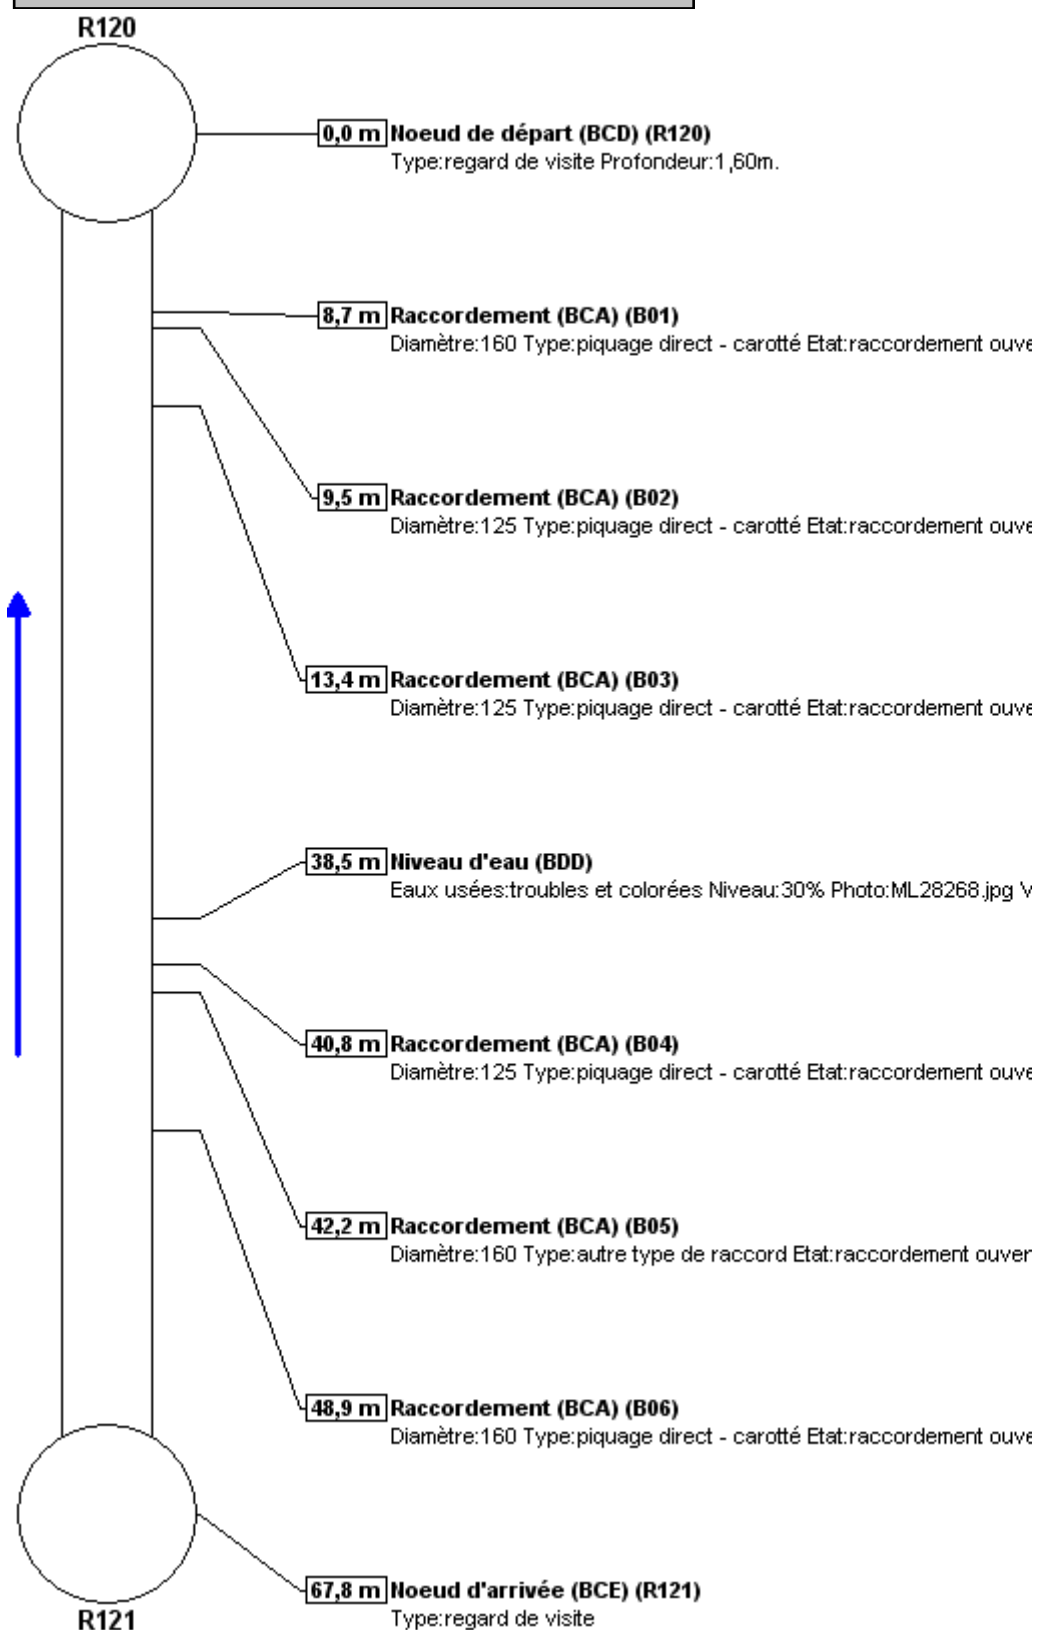 R120
0,0 m Noeud de départ (BCD) (R120)
Type:regard de visite Profondeur:1,60m.
8,7 m Raccordement (BCA) (B01)
Diamètre:160 Type:piquage direct - carotté Etat:raccordement ouve
9,5 m Raccordement (BCA) (B02)
Diamètre:125 Type:piquage direct - carotté Etat:raccordement ouve
13,4 m Raccordement (BCA) (B03)
Diamètre:125 Type:piquage direct - carotté Etat:raccordement ouve
38,5 m Niveau d'eau (BDD)
Eaux usées:troubles et colorées Niveau:30% Photo:ML28268.jpg V
40,8 m Raccordement (BCA) (B04)
Diamètre:125 Type:piquage direct - carotté Etat:raccordement ouve
42,2 m Raccordement (BCA) (B05)
Diamètre:160 Type:autre type de raccord Etat:raccordement ouver
48,9 m Raccordement (BCA) (B06)
Diamètre:160 Type:piquage direct - carotté Etat:raccordement ouve
67,8 m Noeud d'arrivée (BCE) (R121)
Type:regard de visite
R121